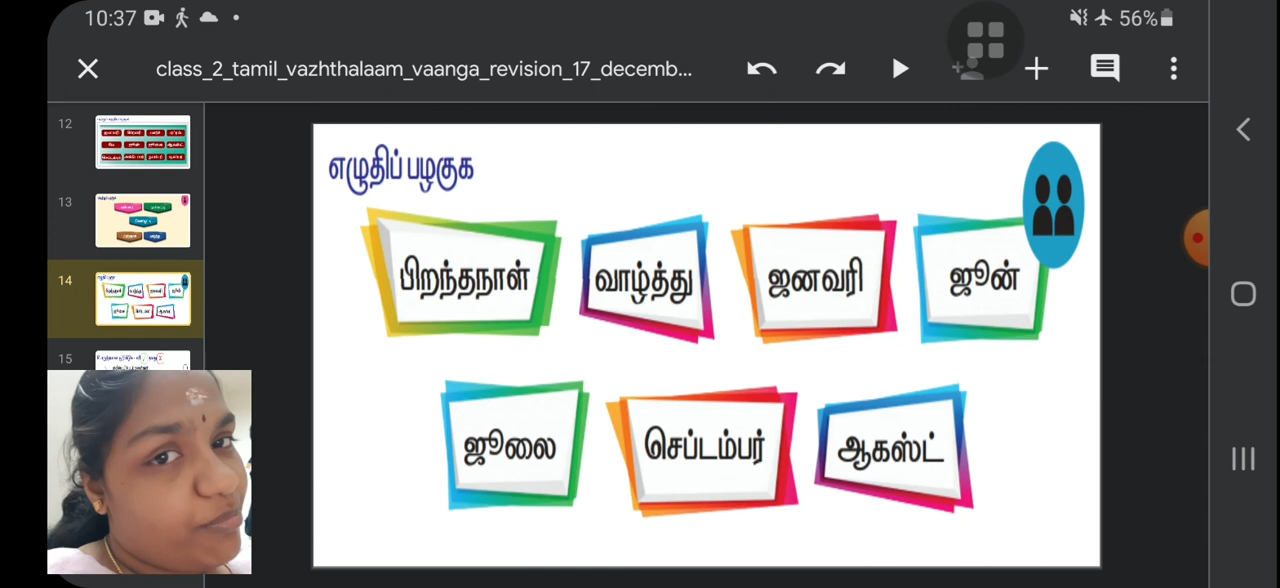 10:37
56%
class_2_tamil_vazhthalaam_vaanga_revision_17_decemb...
12
13
14
15
எழுதிப் பழகுக
பிறந்தநாள் வாழ்த்து ஜனவரி ஜூன்
ஜூலை செப்டம்பர் ஆகஸ்ட்